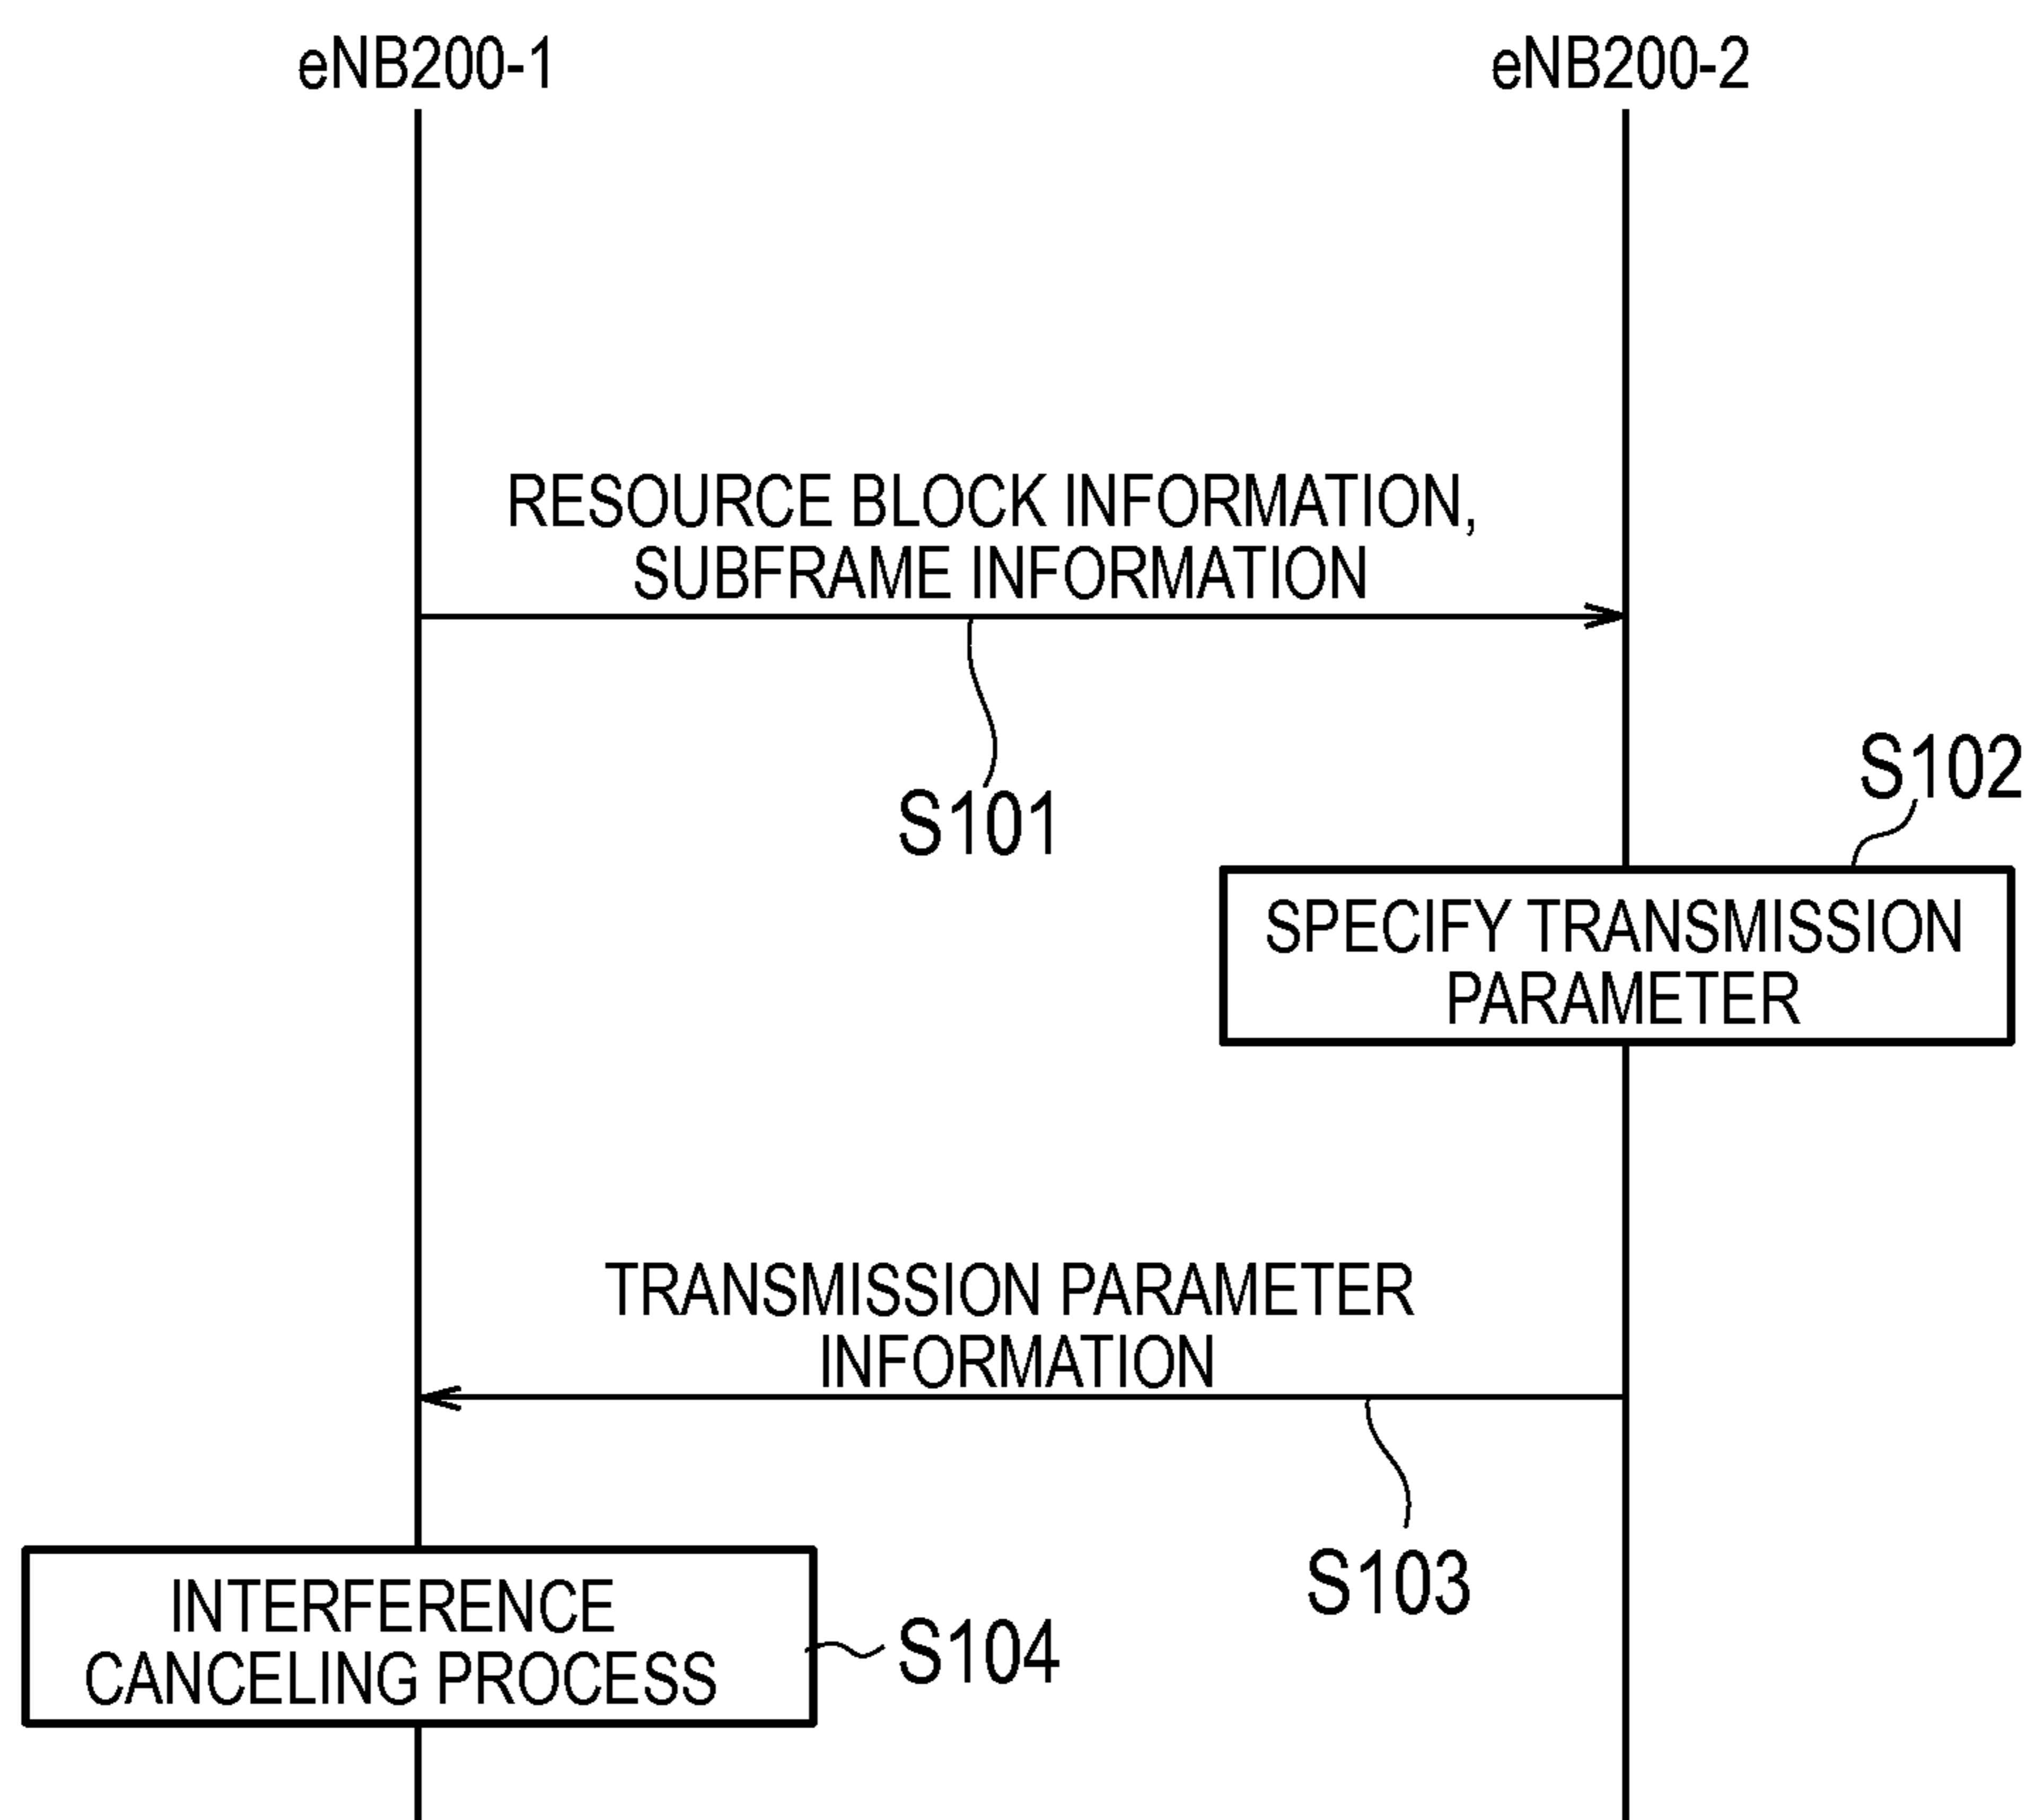 eNB200-1
eNB200-2
RESOURCE BLOCK INFORMATION,
SUBFRAME INFORMATION
S101
S102
SPECIFY TRANSMISSION
PARAMETER
TRANSMISSION PARAMETER
INFORMATION
S103
INTERFERENCE
CANCELING PROCESS
S104